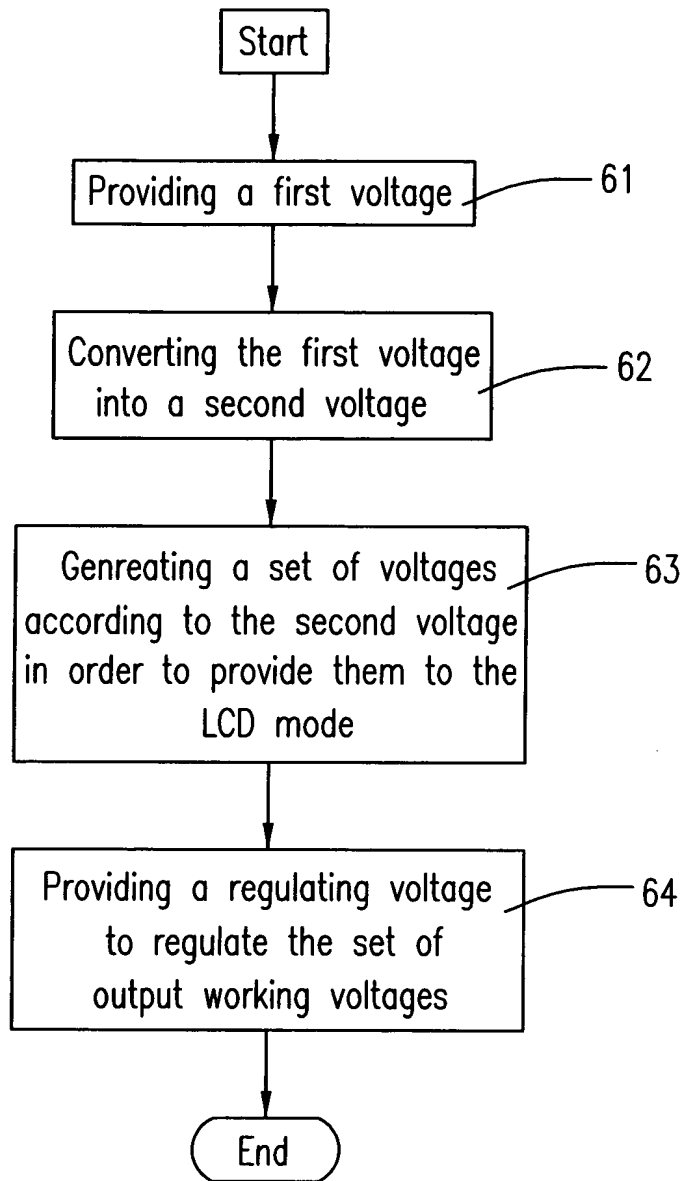 Start
Providing a first voltage
61
Converting the first voltage
into a second voltage
62
Genreating a set of voltages
according to the second voltage
in order to provide them to the
LCD mode
63
Providing a regulating voltage
to regulate the set of
output working voltages
64
End